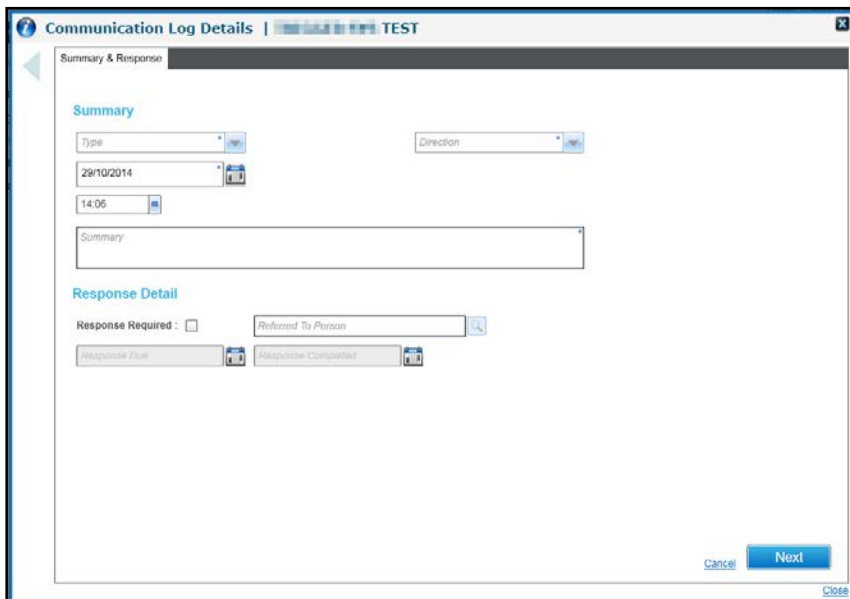 Communication Log Details | TEST
Summary & Response
Summary
Type * Direction *
29/10/2014 *
14:06
Summary *
Response Detail
Response Required : Referred To Person
Response Due Response Completed
Cancel Next
Close